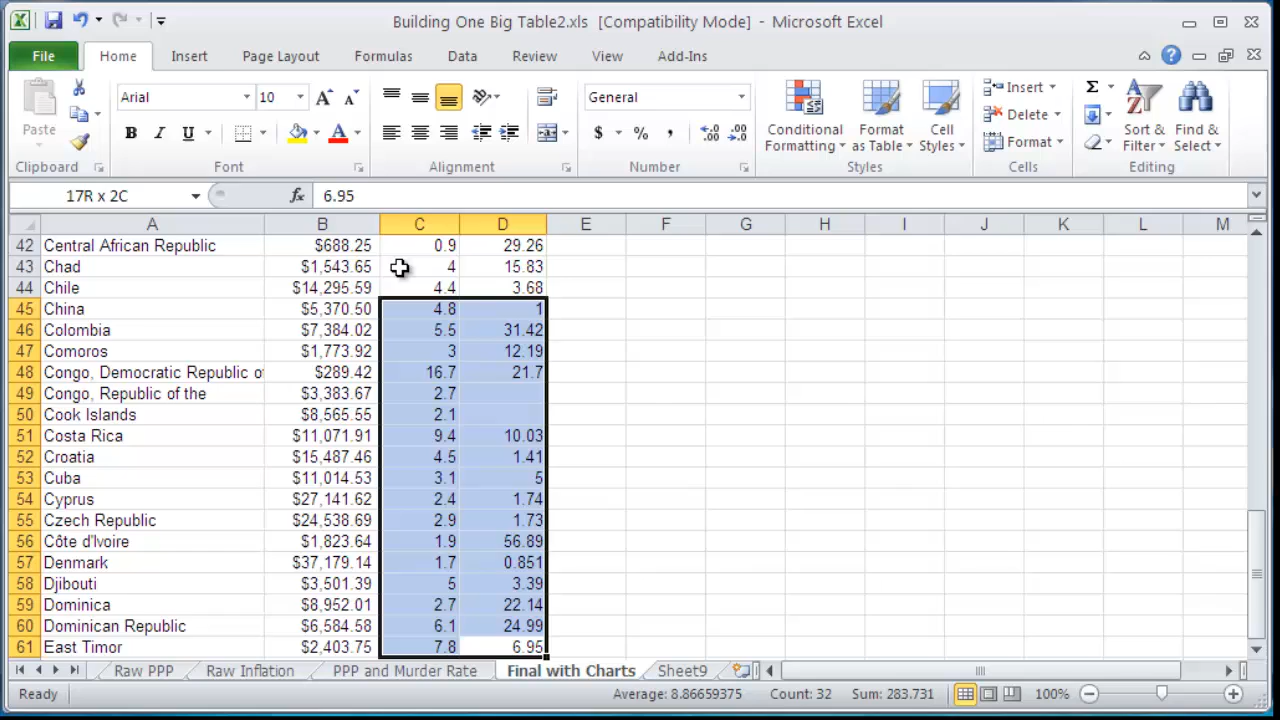 Building One Big Table2.xls [Compatibility Mode] - Microsoft Excel
File Home Insert Page Layout Formulas Data Review View Add-Ins
Arial 10 General Insert Σ
Paste Delete
B I U A $ % , Conditional Formatting Format as Table Cell Styles Format Sort & Filter Find & Select
Clipboard Font Alignment Number Styles Cells Editing
17R x 2C fx 6.95
A B C D E F G H I J K L M
42 Central African Republic $688.25 0.9 29.26
43 Chad $1,543.65 4 15.83
44 Chile $14,295.59 4.4 3.68
45 China $5,370.50 4.8 1
46 Colombia $7,384.02 5.5 31.42
47 Comoros $1,773.92 3 12.19
48 Congo, Democratic Republic of $289.42 16.7 21.7
49 Congo, Republic of the $3,383.67 2.7
50 Cook Islands $8,565.55 2.1
51 Costa Rica $11,071.91 9.4 10.03
52 Croatia $15,487.46 4.5 1.41
53 Cuba $11,014.53 3.1 5
54 Cyprus $27,141.62 2.4 1.74
55 Czech Republic $24,538.69 2.9 1.73
56 Côte d'Ivoire $1,823.64 1.9 56.89
57 Denmark $37,179.14 1.7 0.851
58 Djibouti $3,501.39 5 3.39
59 Dominica $8,952.01 2.7 22.14
60 Dominican Republic $6,584.58 6.1 24.99
61 East Timor $2,403.75 7.8 6.95
Raw PPP Raw Inflation PPP and Murder Rate Final with Charts Sheet9
Ready Average: 8.86659375 Count: 32 Sum: 283.731 100%